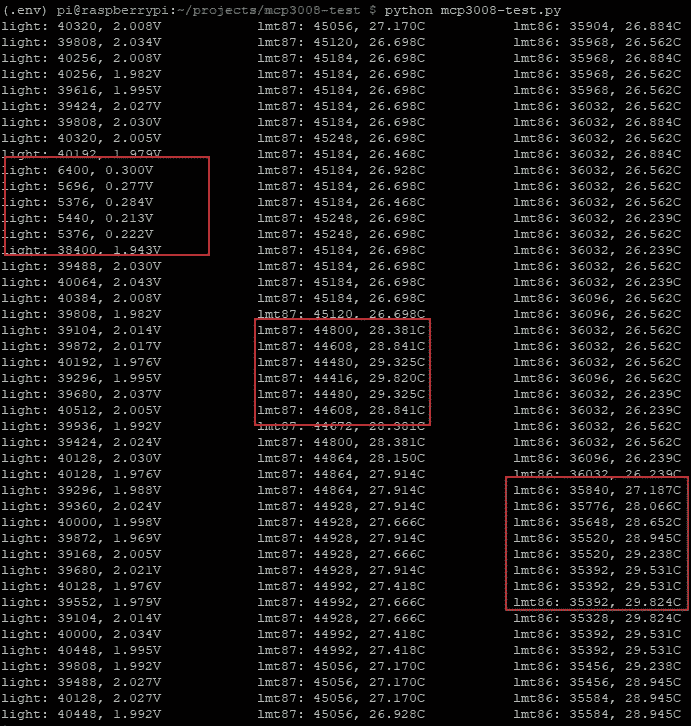 (.env) pi@raspberrypi:~/projects/mcp3008-test $ python mcp3008-test.py
light: 40320, 2.008V lmt87: 45056, 27.170C lmt86: 35904, 26.884C
light: 39808, 2.034V lmt87: 45120, 26.698C lmt86: 35968, 26.562C
light: 40256, 2.008V lmt87: 45184, 26.698C lmt86: 35968, 26.562C
light: 40256, 1.982V lmt87: 45184, 26.698C lmt86: 35968, 26.562C
light: 39616, 1.995V lmt87: 45184, 26.698C lmt86: 35968, 26.562C
light: 39424, 2.027V lmt87: 45184, 26.698C lmt86: 36032, 26.562C
light: 39808, 2.030V lmt87: 45184, 26.698C lmt86: 36032, 26.884C
light: 40320, 2.005V lmt87: 45248, 26.698C lmt86: 36032, 26.562C
light: 40192, 1.979V lmt87: 45184, 26.468C lmt86: 36032, 26.884C
light: 6400, 0.300V lmt87: 45184, 26.928C lmt86: 36032, 26.562C
light: 5696, 0.277V lmt87: 45184, 26.698C lmt86: 36032, 26.562C
light: 5376, 0.284V lmt87: 45184, 26.468C lmt86: 36032, 26.562C
light: 5440, 0.213V lmt87: 45248, 26.698C lmt86: 36032, 26.239C
light: 5376, 0.222V lmt87: 45248, 26.698C lmt86: 36032, 26.562C
light: 38400, 1.943V lmt87: 45184, 26.698C lmt86: 36032, 26.239C
light: 39488, 2.030V lmt87: 45184, 26.698C lmt86: 36032, 26.562C
light: 40064, 2.043V lmt87: 45184, 26.698C lmt86: 36032, 26.239C
light: 40384, 2.008V lmt87: 45184, 26.698C lmt86: 36096, 26.562C
light: 39808, 1.982V lmt87: 45120, 26.698C lmt86: 36032, 26.562C
light: 39104, 2.014V lmt87: 44800, 28.381C lmt86: 36032, 26.239C
light: 39872, 2.017V lmt87: 44608, 28.841C lmt86: 36032, 26.562C
light: 40192, 1.976V lmt87: 44480, 29.325C lmt86: 36032, 26.239C
light: 39296, 1.995V lmt87: 44416, 29.820C lmt86: 36096, 26.562C
light: 39680, 2.037V lmt87: 44480, 29.325C lmt86: 36032, 26.239C
light: 40512, 2.005V lmt87: 44608, 28.841C lmt86: 36032, 26.239C
light: 39936, 1.992V lmt87: 44672, 28.381C lmt86: 36032, 26.562C
light: 39424, 2.024V lmt87: 44800, 28.381C lmt86: 36032, 26.239C
light: 40128, 2.030V lmt87: 44864, 28.150C lmt86: 36096, 26.239C
light: 40128, 1.976V lmt87: 44864, 27.914C lmt86: 36032, 26.239C
light: 39296, 1.988V lmt87: 44864, 27.914C lmt86: 35840, 27.187C
light: 39360, 2.024V lmt87: 44928, 27.914C lmt86: 35776, 28.066C
light: 40000, 1.998V lmt87: 44928, 27.666C lmt86: 35648, 28.652C
light: 39872, 1.969V lmt87: 44928, 27.914C lmt86: 35520, 28.945C
light: 39168, 2.005V lmt87: 44928, 27.666C lmt86: 35520, 29.238C
light: 39680, 2.021V lmt87: 44928, 27.914C lmt86: 35392, 29.531C
light: 40128, 1.976V lmt87: 44992, 27.418C lmt86: 35392, 29.531C
light: 39552, 1.979V lmt87: 44992, 27.666C lmt86: 35392, 29.824C
light: 39104, 2.014V lmt87: 44928, 27.666C lmt86: 35328, 29.824C
light: 40000, 2.034V lmt87: 44992, 27.418C lmt86: 35392, 29.531C
light: 40448, 1.995V lmt87: 44992, 27.418C lmt86: 35392, 29.531C
light: 39808, 1.992V lmt87: 45056, 27.170C lmt86: 35456, 29.238C
light: 39488, 2.027V lmt87: 45056, 27.170C lmt86: 35584, 28.945C
light: 40128, 2.027V lmt87: 45056, 27.170C lmt86: 35584, 28.945C
light: 40448, 1.992V lmt87: 45056, 26.928C lmt86: 35584, 28.945C